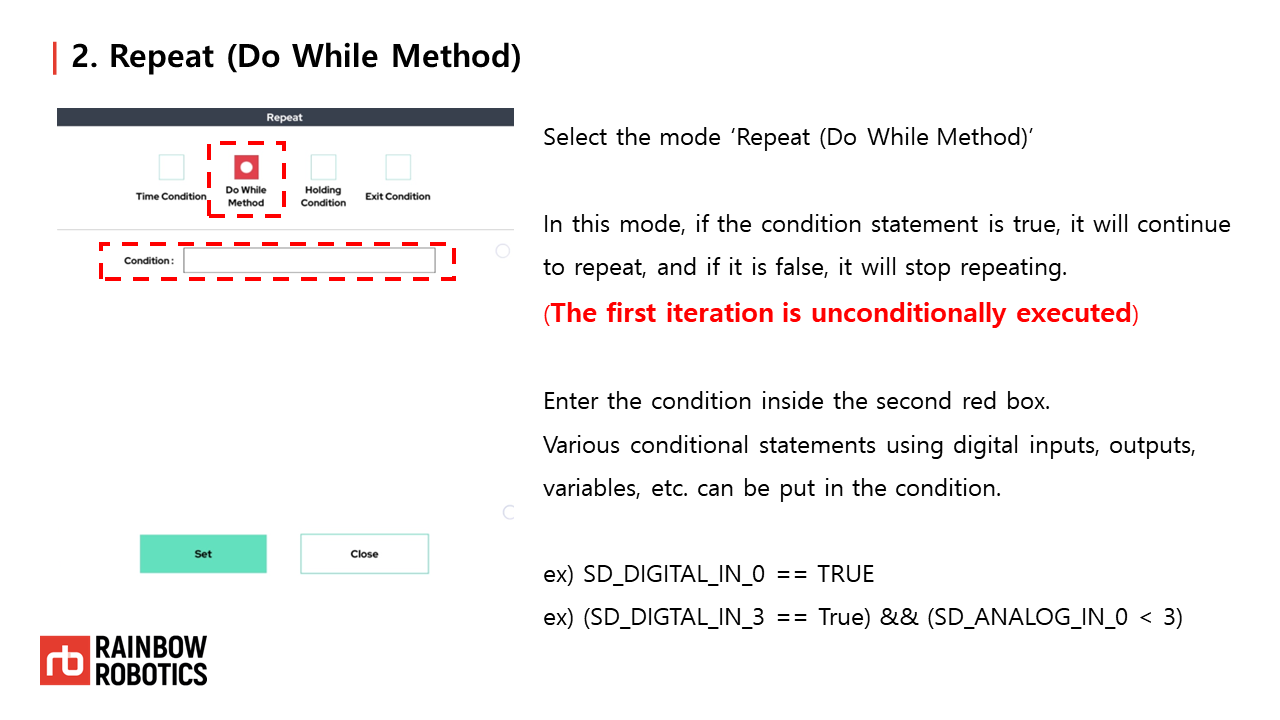 2. Repeat (Do While Method)
Repeat
Time Condition
Do While
Method
Holding
Condition
Exit Condition
Condition :
Set
Close
Select the mode ‘Repeat (Do While Method)’
In this mode, if the condition statement is true, it will continue
to repeat, and if it is false, it will stop repeating.
(The first iteration is unconditionally executed)
Enter the condition inside the second red box.
Various conditional statements using digital inputs, outputs,
variables, etc. can be put in the condition.
ex) SD_DIGITAL_IN_0 == TRUE
ex) (SD_DIGTAL_IN_3 == True) && (SD_ANALOG_IN_0 < 3)
rb RAINBOW
ROBOTICS